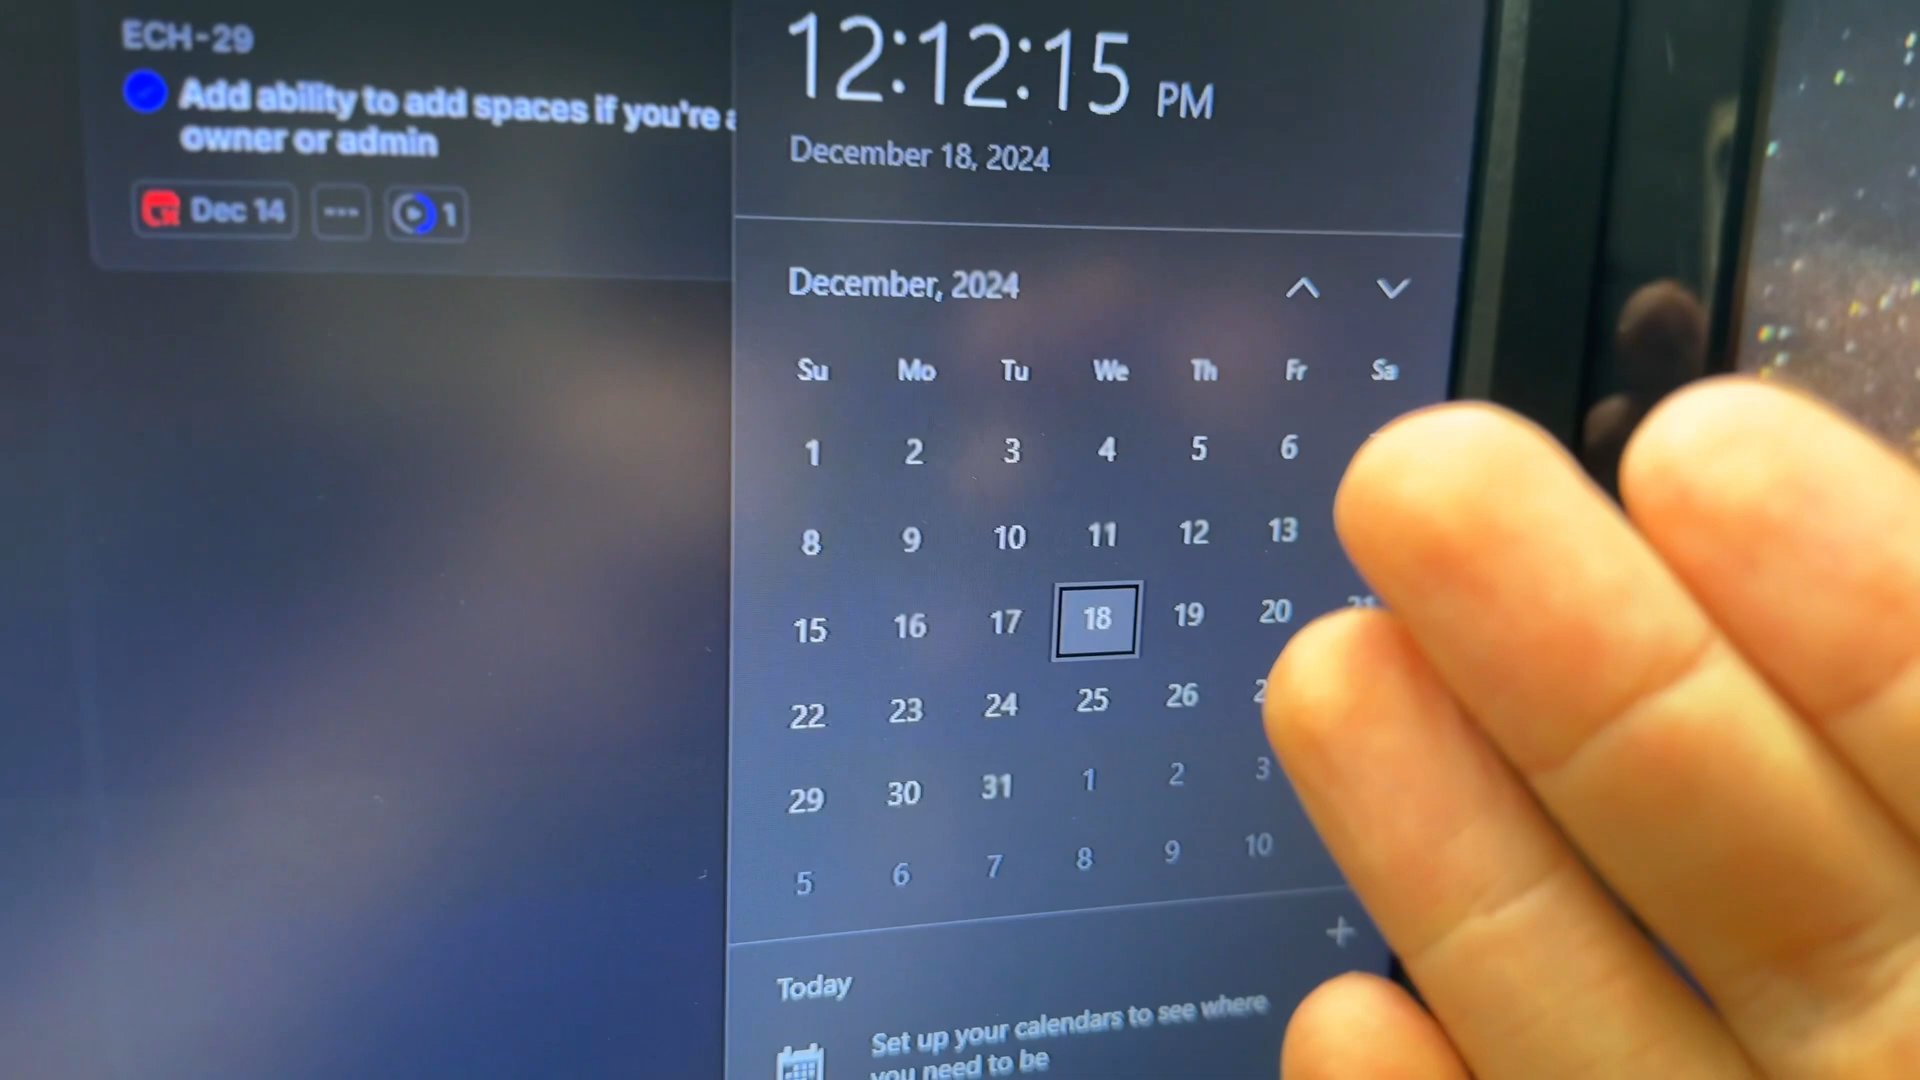 ECH-29
Add ability to add spaces if you're
owner or admin
Dec 14
1
12:12:15 PM
December 18, 2024
December, 2024
Su Mo Tu We Th Fr Sa
1 2 3 4 5 6
8 9 10 11 12 13
15 16 17 18 19 20
22 23 24 25 26
29 30 31 1 2 3
5 6 7 8 9 10
Today
Set up your calendars to see where
you need to be